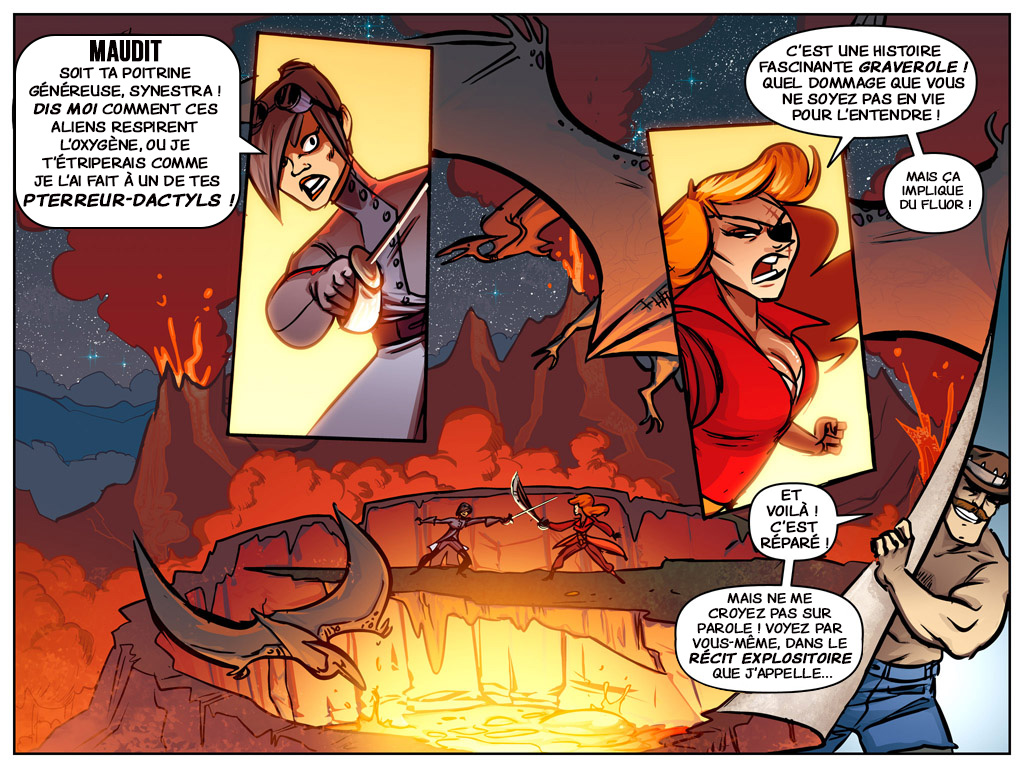 MAUDIT
SOIT TA POITRINE
GÉNÉREUSE, SYNESTRA !
DIS MOI COMMENT CES
ALIENS RESPIRENT
L'OXYGÈNE, OU JE
T'ÉTRIPERAIS COMME
JE L'AI FAIT À UN DE TES
PTERREUR-DACTYLS !
C'EST UNE HISTOIRE
FASCINANTE GRAVEROLE !
QUEL DOMMAGE QUE VOUS
NE SOYEZ PAS EN VIE
POUR L'ENTENDRE !
MAIS ÇA
IMPLIQUE
DU FLUOR !
ET
VOILÀ !
C'EST
RÉPARÉ !
MAIS NE ME
CROYEZ PAS SUR
PAROLE ! VOYEZ PAR
VOUS-MÊME, DANS LE
RÉCIT EXPLOSITOIRE
QUE J'APPELLE...